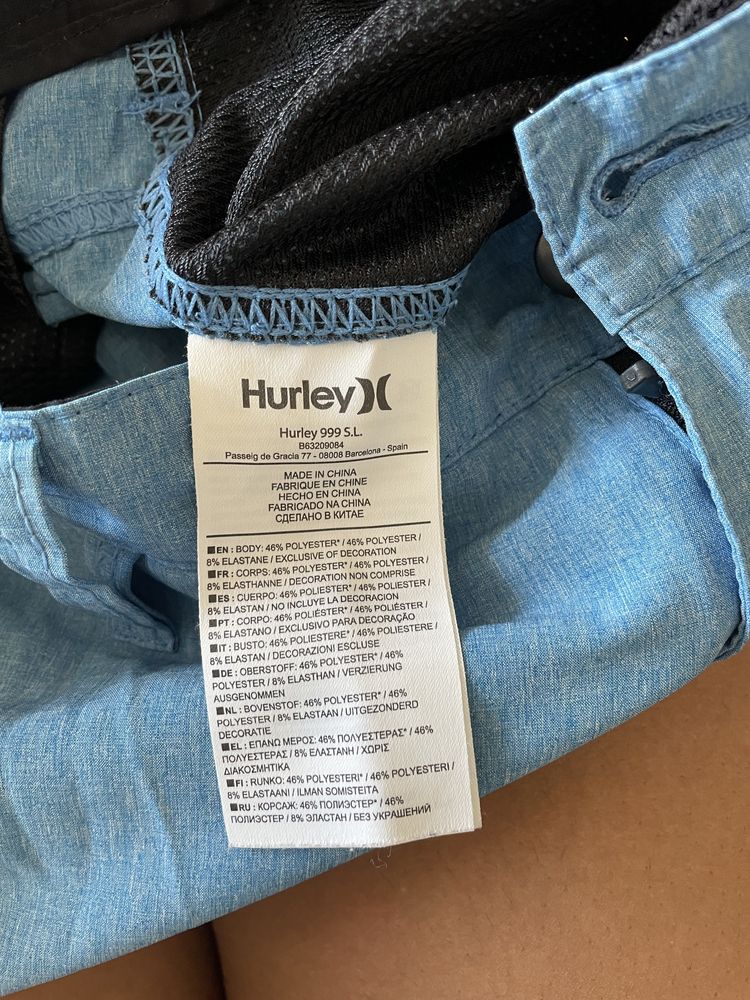 Hurley
Hurley 999 S.L.
B63209084
Passeig de Gracia 77 - 08008 Barcelona - Spain
MADE IN CHINA
FABRIQUE EN CHINE
HECHO EN CHINA
FABRICADO NA CHINA
СДЕЛАНО В КИТАЕ
EN : BODY: 46% POLYESTER* / 46% POLYESTER /
8% ELASTANE / EXCLUSIVE OF DECORATION
FR : CORPS: 46% POLYESTER* / 46% POLYESTER /
8% ELASTHANNE / DECORATION NON COMPRISE
ES : CUERPO: 46% POLIESTER* / 46% POLIESTER /
8% ELASTAN / NO INCLUYE LA DECORACION
PT : CORPO: 46% POLIÉSTER* / 46% POLIÉSTER /
8% ELASTANO / EXCLUSIVO PARA DECORAÇÃO
IT : BUSTO: 46% POLIESTERE* / 46% POLIESTERE /
8% ELASTAN / DECORAZIONI ESCLUSE
DE : OBERSTOFF: 46% POLYESTER* / 46%
POLYESTER / 8% ELASTHAN / VERZIERUNG
AUSGENOMMEN
NL : BOVENSTOF: 46% POLYESTER* / 46%
POLYESTER / 8% ELASTAAN / UITGEZONDERD
DECORATIE
EL : ΕΠΑΝΩ ΜΕΡΟΣ: 46% ΠΟΛΥΕΣΤΕΡΑΣ* / 46%
ΠΟΛΥΕΣΤΕΡΑΣ / 8% ΕΛΑΣΤΑΝΗ / ΧΩΡΙΣ
ΔΙΑΚΟΣΜΗΤΙΚΑ
FI : RUNKO: 46% POLYESTERI* / 46% POLYESTERI /
8% ELASTAANI / ILMAN SOMISTEITA
RU : КОРСАЖ: 46% ПОЛИЭСТЕР* / 46%
ПОЛИЭСТЕР / 8% ЭЛАСТАН / БЕЗ УКРАШЕНИЙ